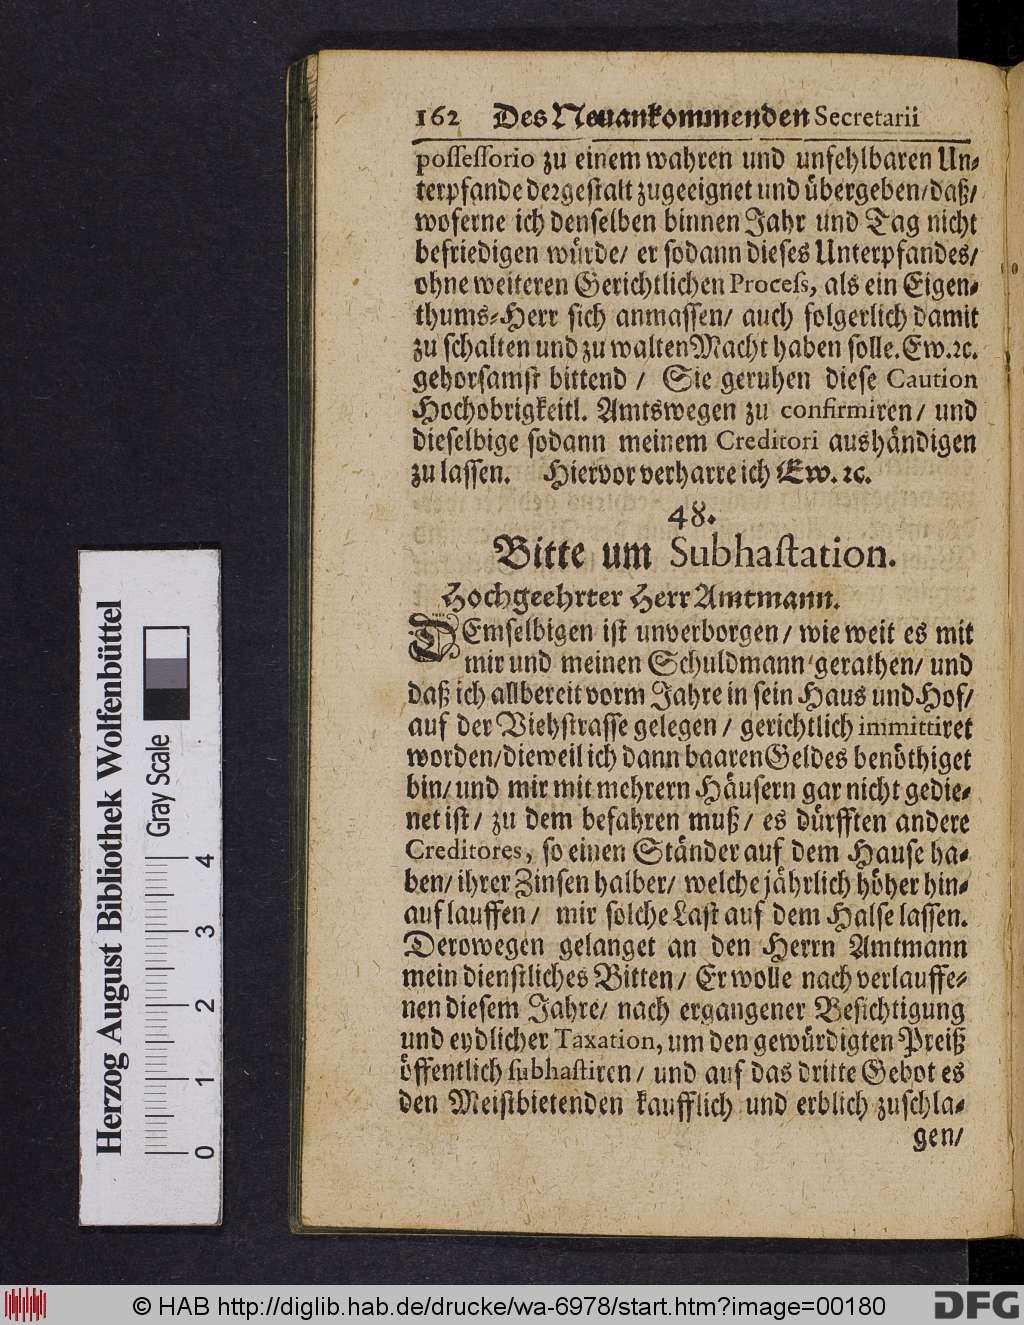 162 Des Neuankommenden Secretarii
possessorio zu einem wahren und unfehlbaren Un-
terpfande dergestalt zugeeignet und übergeben/ daß/
woferne ich denselben binnen Jahr und Tag nicht
befriedigen würde/ er sodann dieses Unterpfandes/
ohne weiteren Gerichtlichen Process, als ein Eigen-
thums-Herr sich anmassen/ auch folgerlich damit
zu schalten und zu walten Macht haben solle. Ew. ꝛc.
gehorsamst bittend / Sie geruhen diese Caution
Hochobrigkeitl. Amtswegen zu confirmiren/ und
dieselbige sodann meinem Creditori aushändigen
zu lassen. Hiervor verharre ich Ew. ꝛc.
48.
Bitte um Subhastation.
Hochgeehrter Herr Amtmann.
DEmselbigen ist unverborgen/ wie weit es mit
mir und meinen Schuldmann gerathen/ und
daß ich allbereit vorm Jahre in sein Haus und Hof/
auf der Viehstrasse gelegen / gerichtlich immittiret
worden/ dieweil ich dann baaren Geldes benöthiget
bin/ und mir mit mehrern Häusern gar nicht gedie-
net ist/ zu dem befahren muß/ es dürfften andere
Creditores, so einen Ständer auf dem Hause ha-
ben/ ihrer Zinsen halber/ welche jährlich höher hin-
auf lauffen/ mir solche Last auf dem Halse lassen.
Derowegen gelanget an den Herrn Amtmann
mein dienstliches Bitten/ Er wolle nach verlauffe-
nen diesem Jahre/ nach ergangener Besichtigung
und eydlicher Taxation, um den gewürdigten Preiß
öffentlich subhastiren/ und auf das dritte Gebot es
den Meistbietenden kaufflich und erblich zuschla-
gen/
Herzog August Bibliothek Wolfenbüttel
Gray Scale
0 1 2 3 4
© HAB http://diglib.hab.de/drucke/wa-6978/start.htm?image=00180
DFG